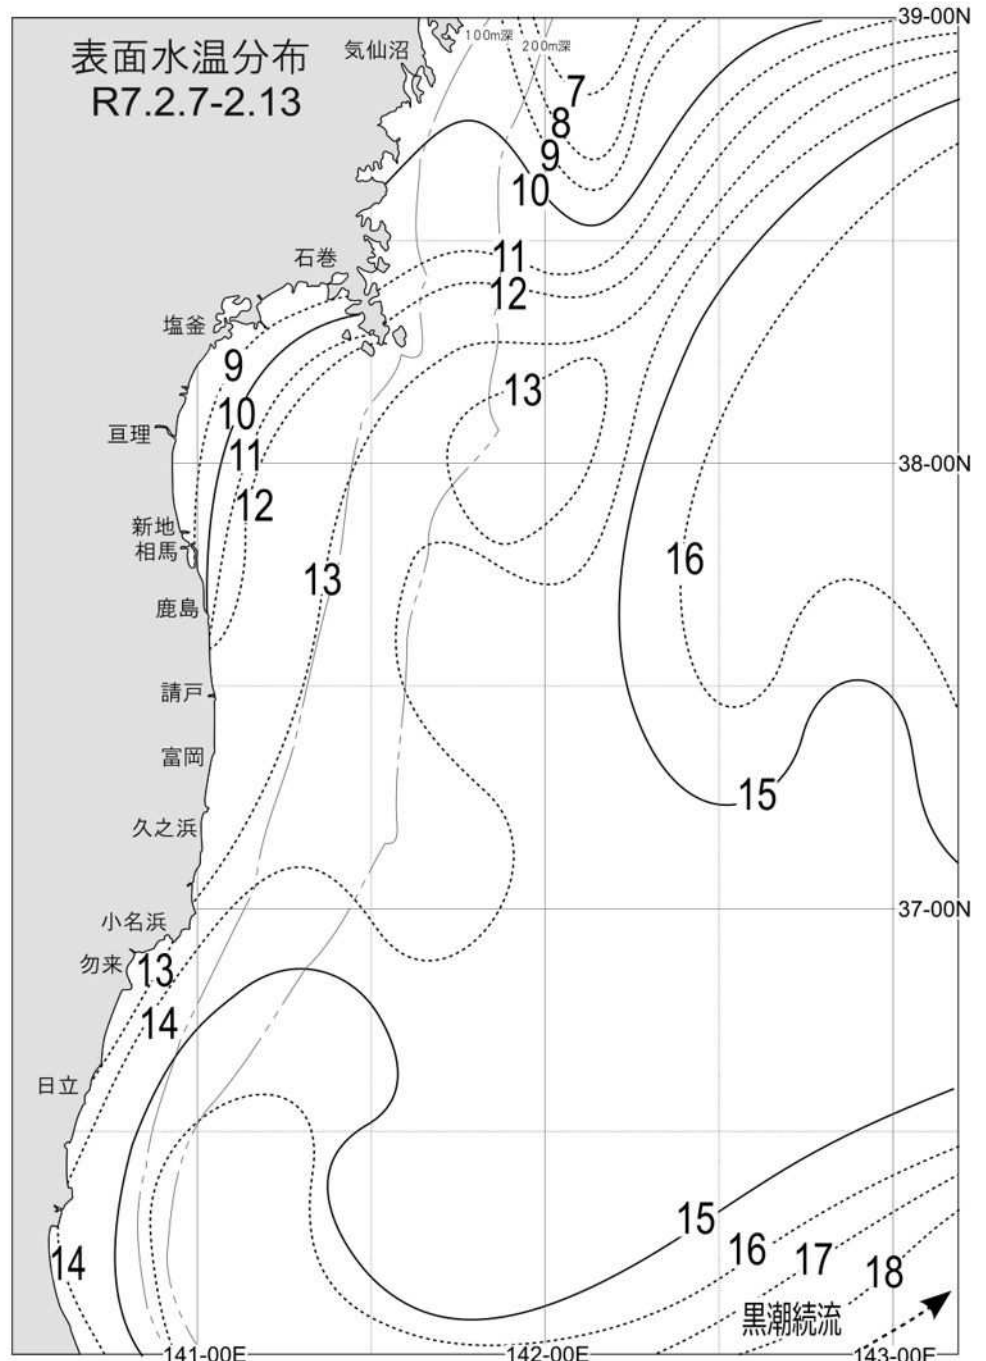 39-00N
表面水温分布
R7.2.7-2.13
気仙沼
100m深
200m深
7
8
9
10
11
12
石巻
塩釜
9
13
10
亘理
11
38-00N
12
新地
相馬
16
13
鹿島
請戸
富岡
15
久之浜
37-00N
小名浜
勿来
13
14
日立
15
16
17
14
18
黒潮続流
141-00E
142-00E
143-00E